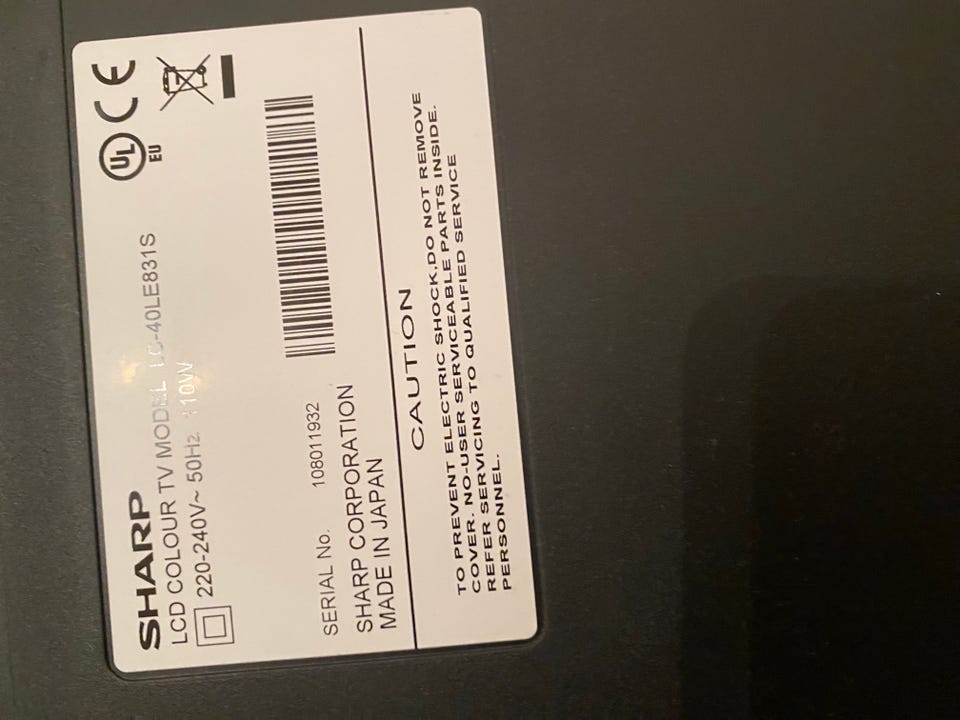 SHARP
LCD COLOUR TV MODEL LC-40LE831S
220-240V~ 50Hz 110W
UL
EU
CE
SERIAL No. 108011932
SHARP CORPORATION
MADE IN JAPAN
CAUTION
TO PREVENT ELECTRIC SHOCK,DO NOT REMOVE
COVER. NO-USER SERVICEABLE PARTS INSIDE.
REFER SERVICING TO QUALIFIED SERVICE
PERSONNEL.